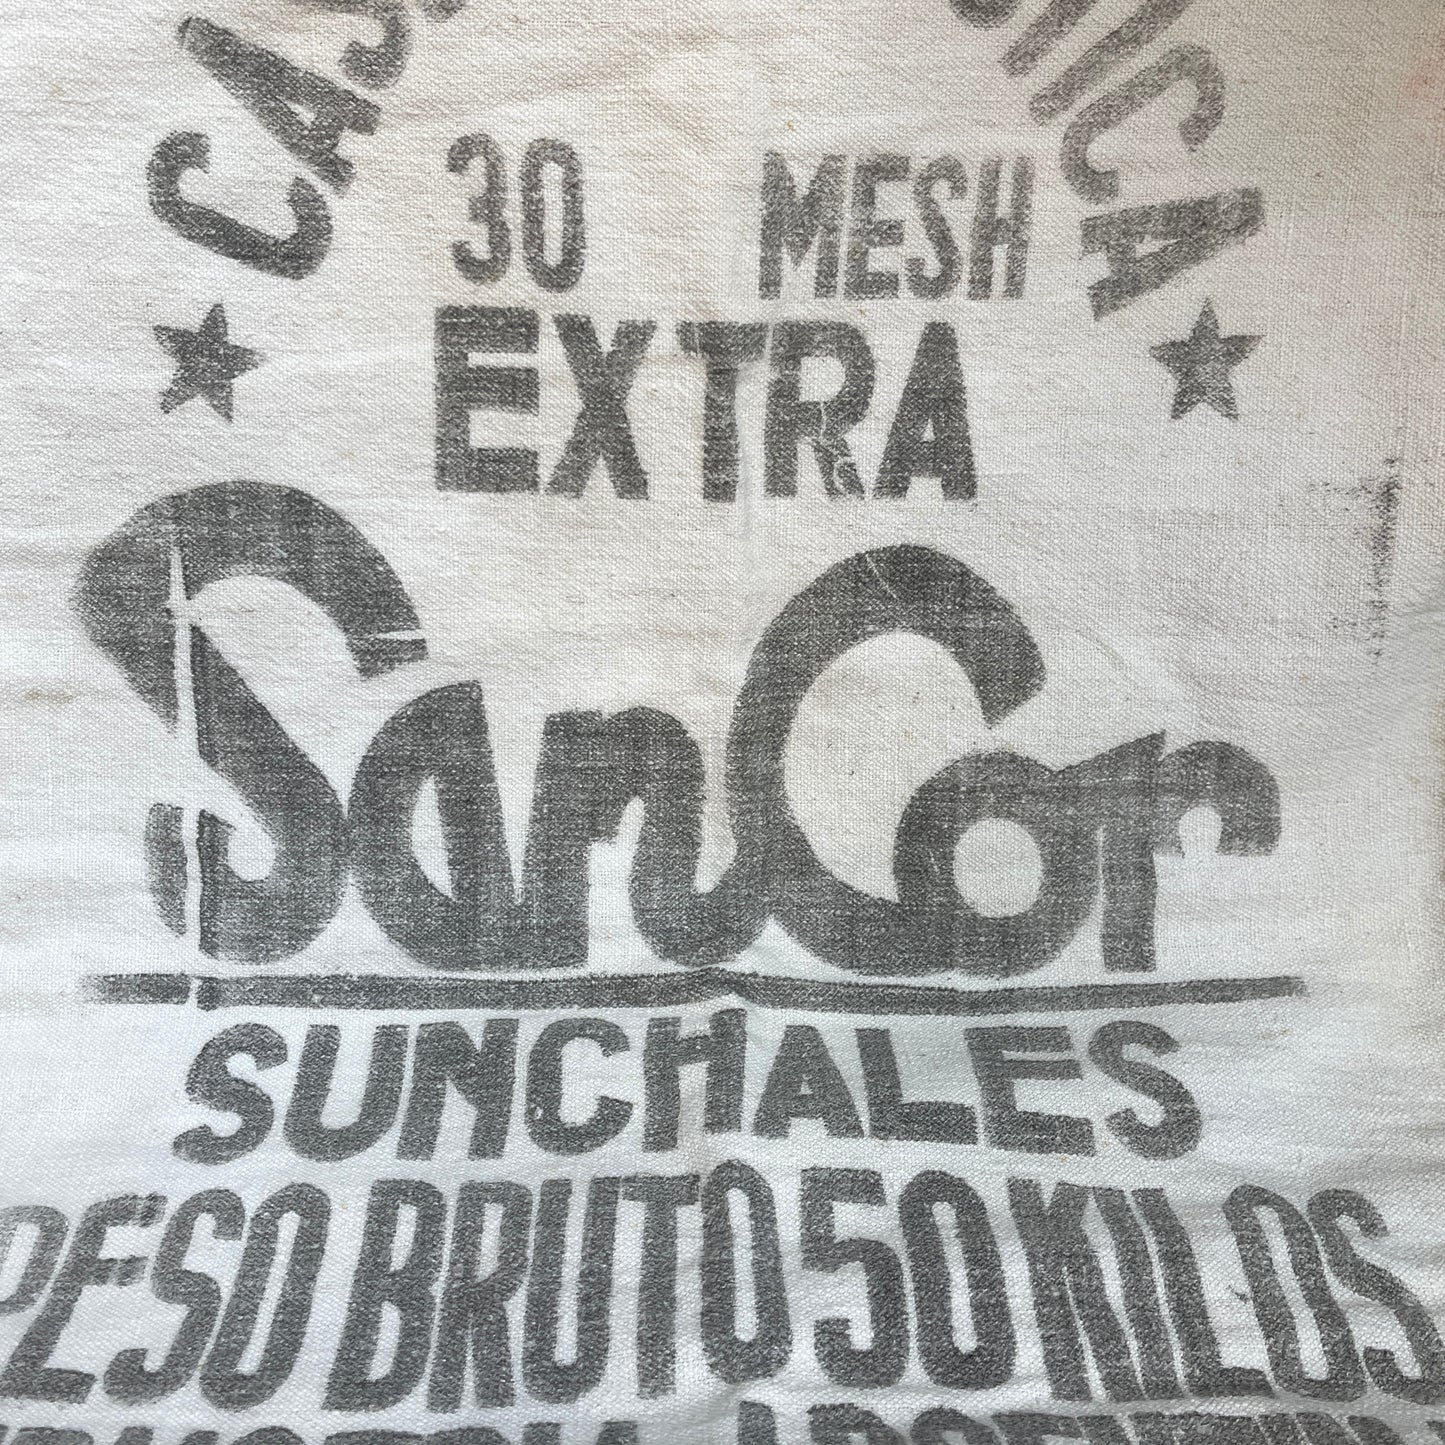 30 MESH
EXTRA
SanCor
SUNCHALES
PESO BRUTO 50 KILOS